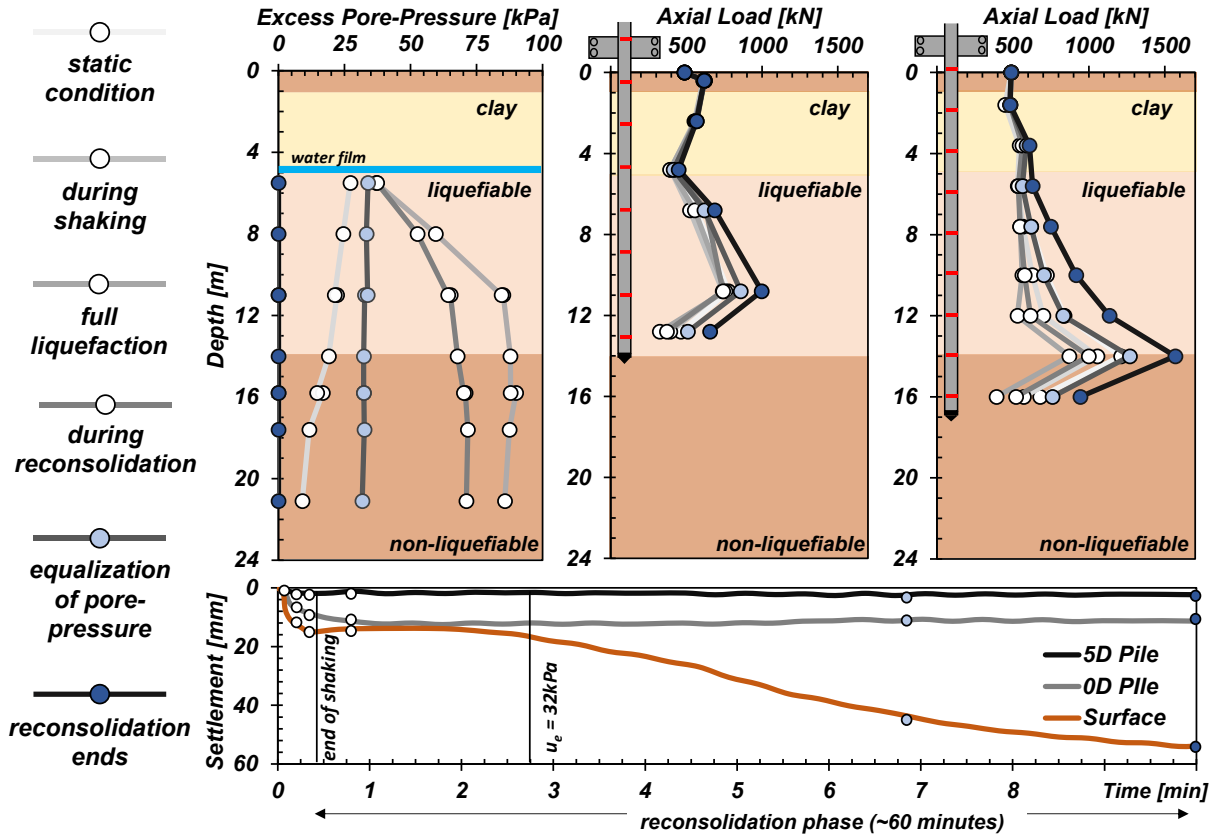 static
condition
during
shaking
full
liquefaction
during
reconsolidation
equalization
of pore-
pressure
reconsolidation
ends
Excess Pore-Pressure [kPa]
0 25 50 75 100
Depth [m]
0
4
8
12
16
20
24
clay
water film
liquefiable
non-liquefiable
Axial Load [kN]
500 1000 1500
0
4
8
12
16
20
24
clay
liquefiable
non-liquefiable
Axial Load [kN]
500 1000 1500
0
4
8
12
16
20
24
clay
liquefiable
non-liquefiable
Settlement [mm]
0
20
40
60
end of shaking
u_e = 32kPa
5D Pile
0D PIle
Surface
0 1 2 3 4 5 6 7 8 Time [min]
reconsolidation phase (~60 minutes)